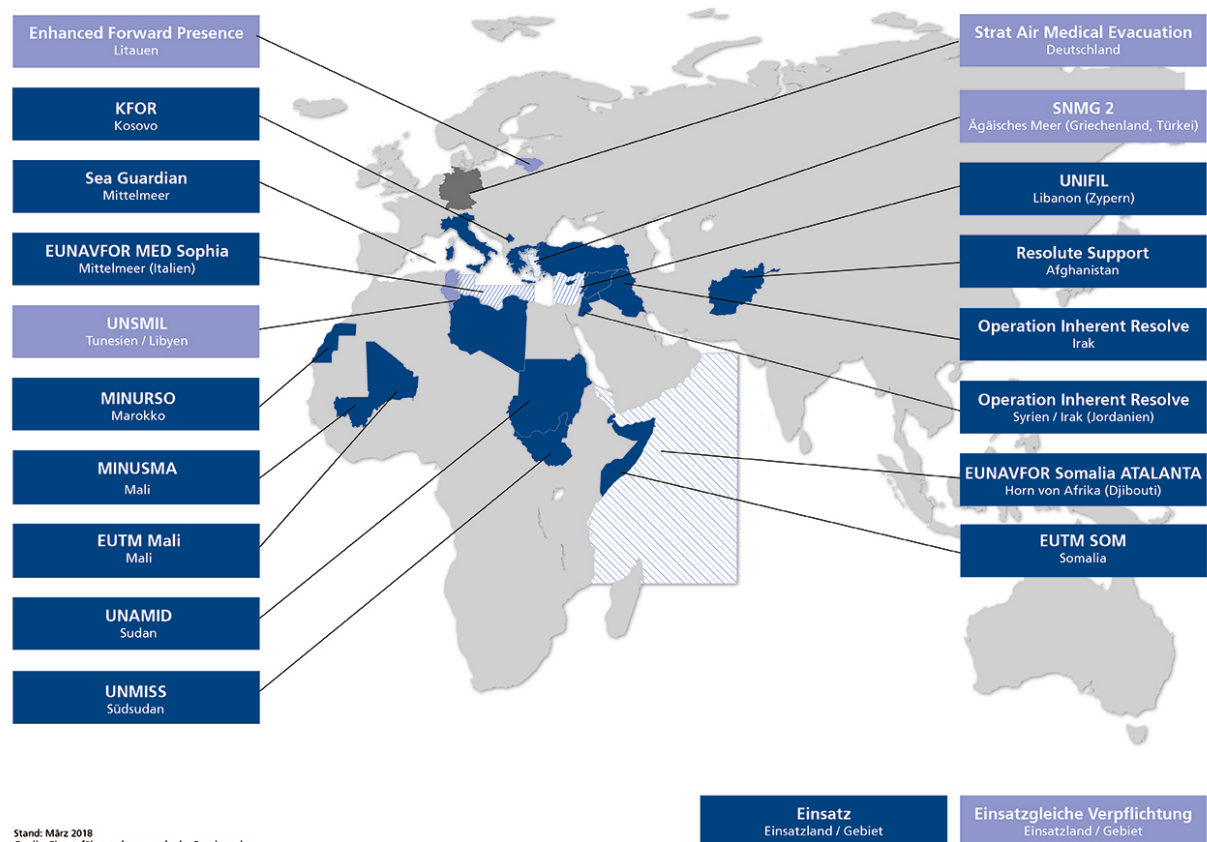 Enhanced Forward Presence
Litauen
KFOR
Kosovo
Sea Guardian
Mittelmeer
EUNAVFOR MED Sophia
Mittelmeer (Italien)
UNSMIL
Tunesien / Libyen
MINURSO
Marokko
MINUSMA
Mali
EUTM Mali
Mali
UNAMID
Sudan
UNMISS
Südsudan
Strat Air Medical Evacuation
Deutschland
SNMG 2
Ägäisches Meer (Griechenland, Türkei)
UNIFIL
Libanon (Zypern)
Resolute Support
Afghanistan
Operation Inherent Resolve
Irak
Operation Inherent Resolve
Syrien / Irak (Jordanien)
EUNAVFOR Somalia ATALANTA
Horn von Afrika (Djibouti)
EUTM SOM
Somalia
Einsatz
Einsatzland / Gebiet
Einsatzgleiche Verpflichtung
Einsatzland / Gebiet
Stand: März 2018